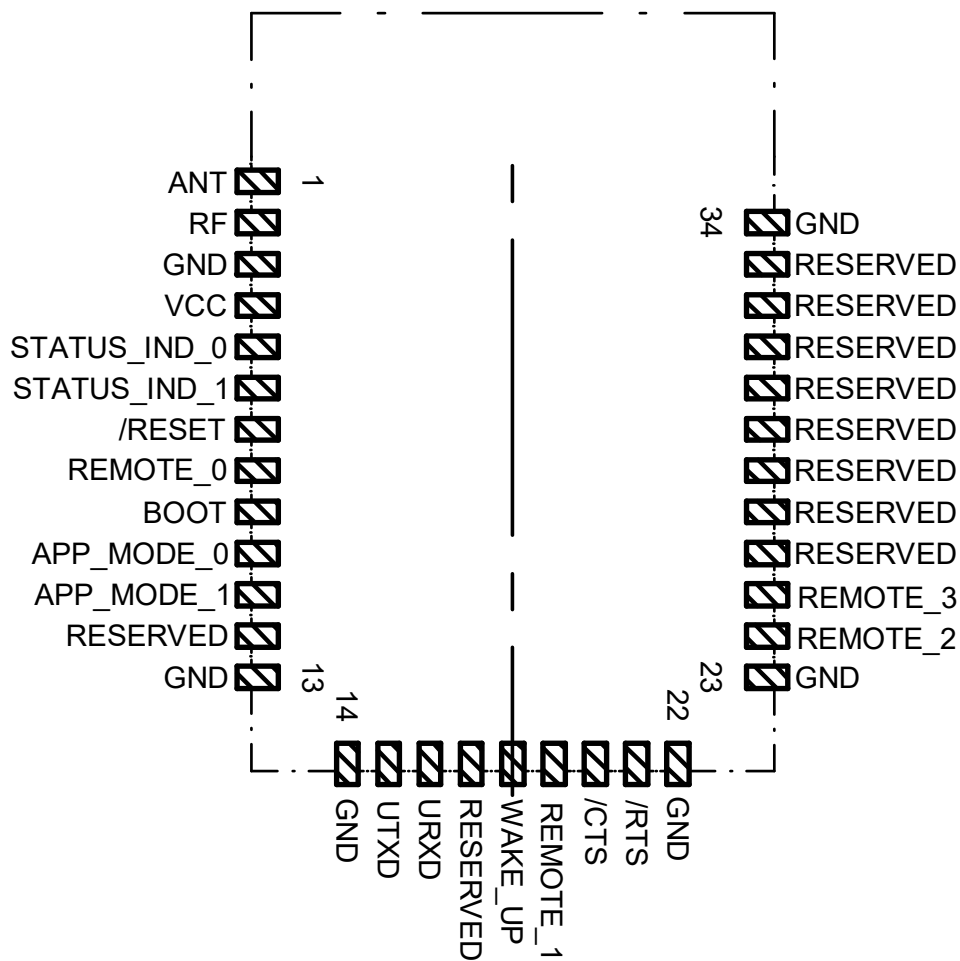 ANT
RF
GND
VCC
STATUS_IND_0
STATUS_IND_1
/RESET
REMOTE_0
BOOT
APP_MODE_0
APP_MODE_1
RESERVED
GND
1
13
14
GND
UTXD
URXD
RESERVED
WAKE_UP
REMOTE_1
/CTS
/RTS
GND
22
23
34
GND
RESERVED
RESERVED
RESERVED
RESERVED
RESERVED
RESERVED
RESERVED
RESERVED
REMOTE_3
REMOTE_2
GND